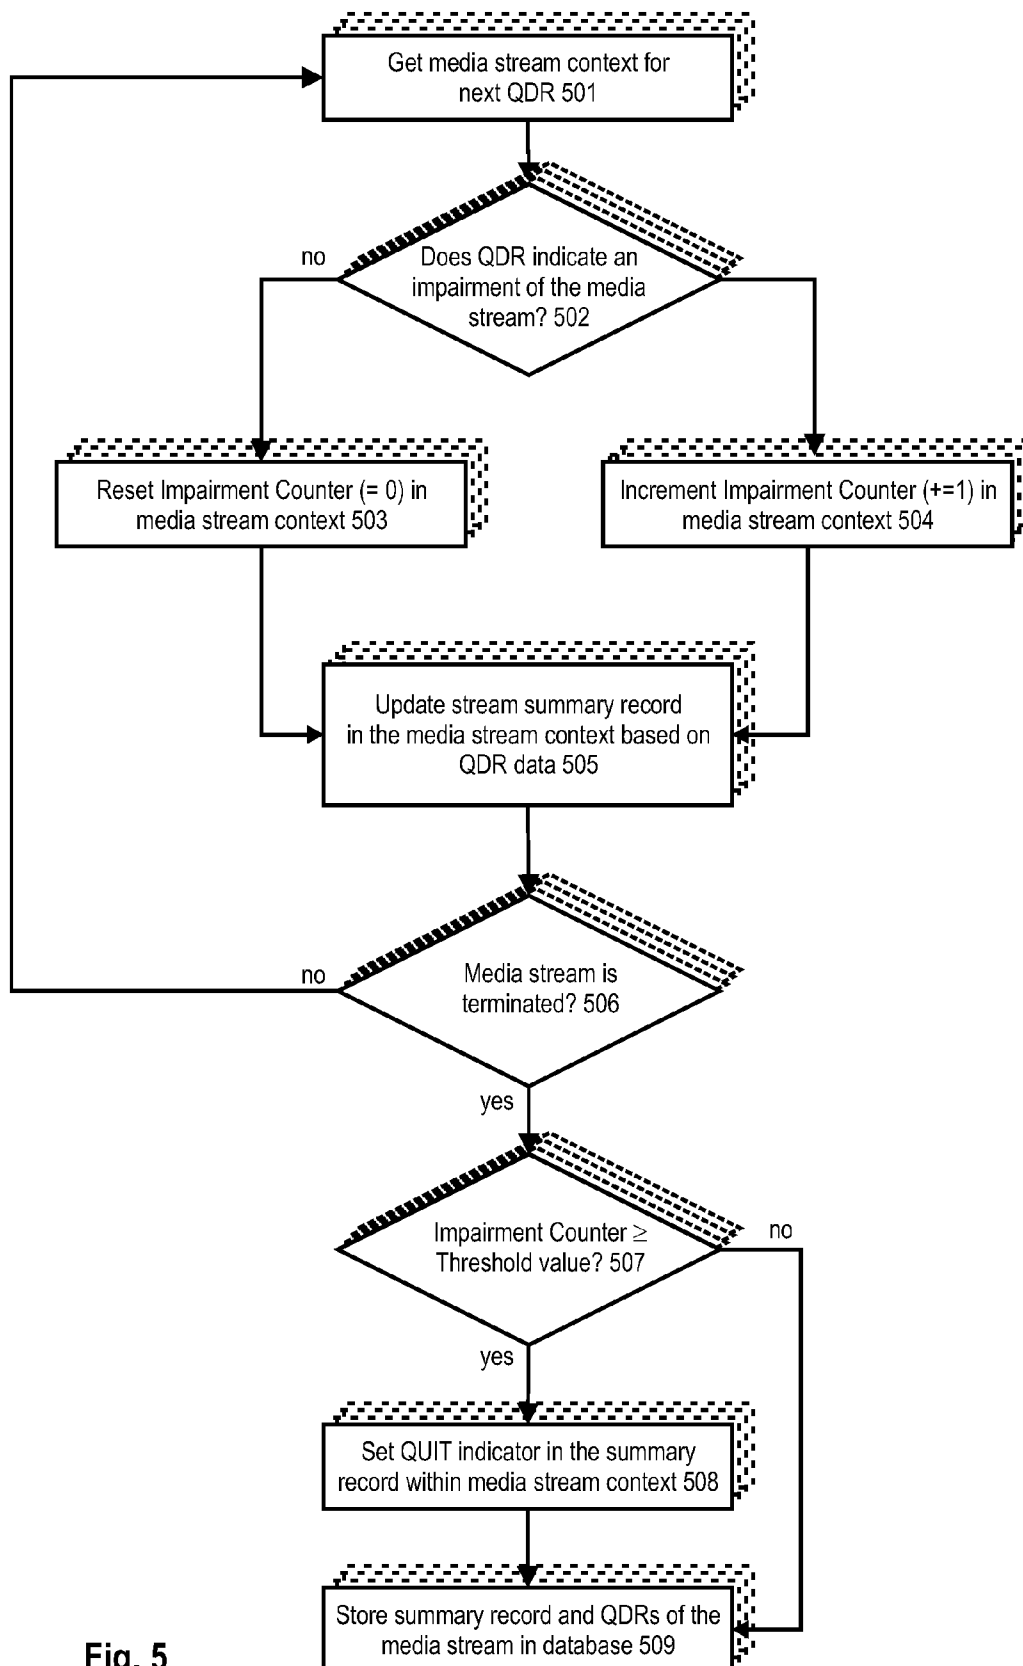 Get media stream context for
next QDR 501
no
Does QDR indicate an
impairment of the media
stream? 502
Reset Impairment Counter (= 0) in
media stream context 503
Increment Impairment Counter (+=1) in
media stream context 504
Update stream summary record
in the media stream context based on
QDR data 505
no
Media stream is
terminated? 506
yes
Impairment Counter ≥
Threshold value? 507
no
yes
Set QUIT indicator in the summary
record within media stream context 508
Store summary record and QDRs of the
media stream in database 509
Fig. 5